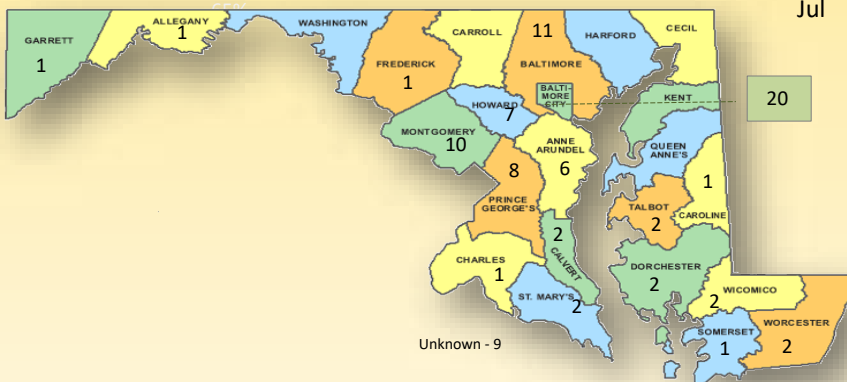 Jul
GARRETT
1
ALLEGANY
1
WASHINGTON
FREDERICK
1
CARROLL
11
BALTIMORE
HARFORD
CECIL
BALTI-
MORE
CITY
20
KENT
HOWARD
7
MONTGOMERY
10
ANNE
ARUNDEL
6
QUEEN
ANNE'S
8
PRINCE
GEORGE'S
1
CAROLINE
TALBOT
2
2
CALVERT
CHARLES
1
DORCHESTER
2
ST. MARY'S
2
WICOMICO
2
SOMERSET
1
WORCESTER
2
Unknown - 9